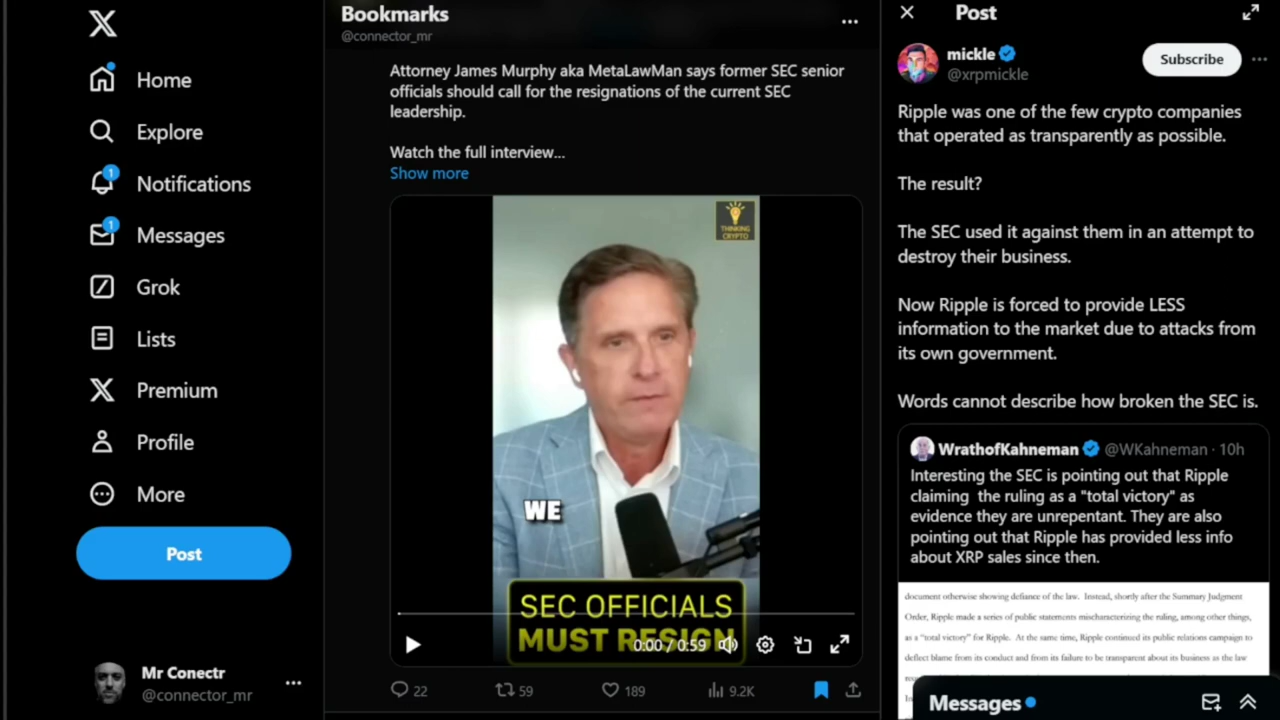 Home
Explore
1
Notifications
1
Messages
Grok
Lists
Premium
Profile
More
Post
Mr Conectr
@connector_mr
Bookmarks
@connector_mr
Attorney James Murphy aka MetaLawMan says former SEC senior
officials should call for the resignations of the current SEC
leadership.
Watch the full interview...
Show more
THINKING
CRYPTO
WE
SEC OFFICIALS
MUST RESIGN
0:00 / 0:59
22
59
189
9.2K
Post
mickle
@xrpmickle
Subscribe
Ripple was one of the few crypto companies
that operated as transparently as possible.
The result?
The SEC used it against them in an attempt to
destroy their business.
Now Ripple is forced to provide LESS
information to the market due to attacks from
its own government.
Words cannot describe how broken the SEC is.
WrathofKahneman @WKahneman · 10h
Interesting the SEC is pointing out that Ripple
claiming the ruling as a "total victory" as
evidence they are unrepentant. They are also
pointing out that Ripple has provided less info
about XRP sales since then.
document otherwise showing defiance of the law. Instead, shortly after the Summary Judgment
Order, Ripple made a series of public statements mischaracterizing the ruling, among other things,
as a "total victory" for Ripple. At the same time, Ripple continued its public relations campaign to
deflect blame from its conduct and from its failure to be transparent about its business as the law
Messages